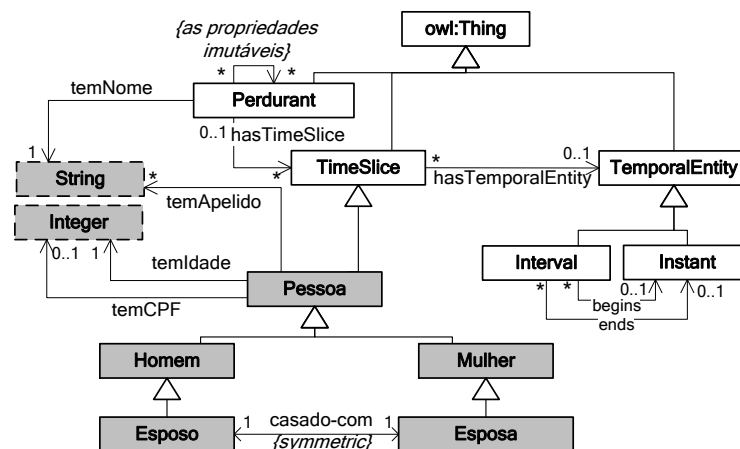 owl:Thing
{as propriedades
imutáveis}
*
*
temNome
Perdurant
0..1
hasTimeSlice
1
String
*
*
TimeSlice
*
hasTemporalEntity
0..1
TemporalEntity
temApelido
Integer
0..1
1
temIdade
temCPF
Pessoa
Interval
Instant
*
*
begins
ends
0..1
0..1
Homem
Mulher
Esposo
1
casado-com
{symmetric}
1
Esposa